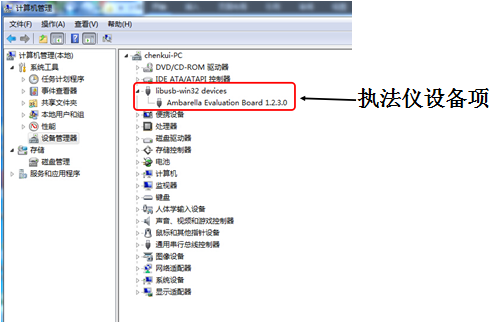 计算机管理
文件(F) 操作(A) 查看(V) 帮助(H)
计算机管理(本地)
系统工具
任务计划程序
事件查看器
共享文件夹
本地用户和组
性能
设备管理器
存储
磁盘管理
服务和应用程序
chenkui-PC
DVD/CD-ROM 驱动器
IDE ATA/ATAPI 控制器
libusb-win32 devices
Ambarella Evaluation Board 1.2.3.0
便携设备
处理器
磁盘驱动器
存储控制器
电池
计算机
监视器
键盘
人体学输入设备
声音、视频和游戏控制器
鼠标和其他指针设备
通用串行总线控制器
图像设备
网络适配器
系统设备
显示适配器
执法仪设备项